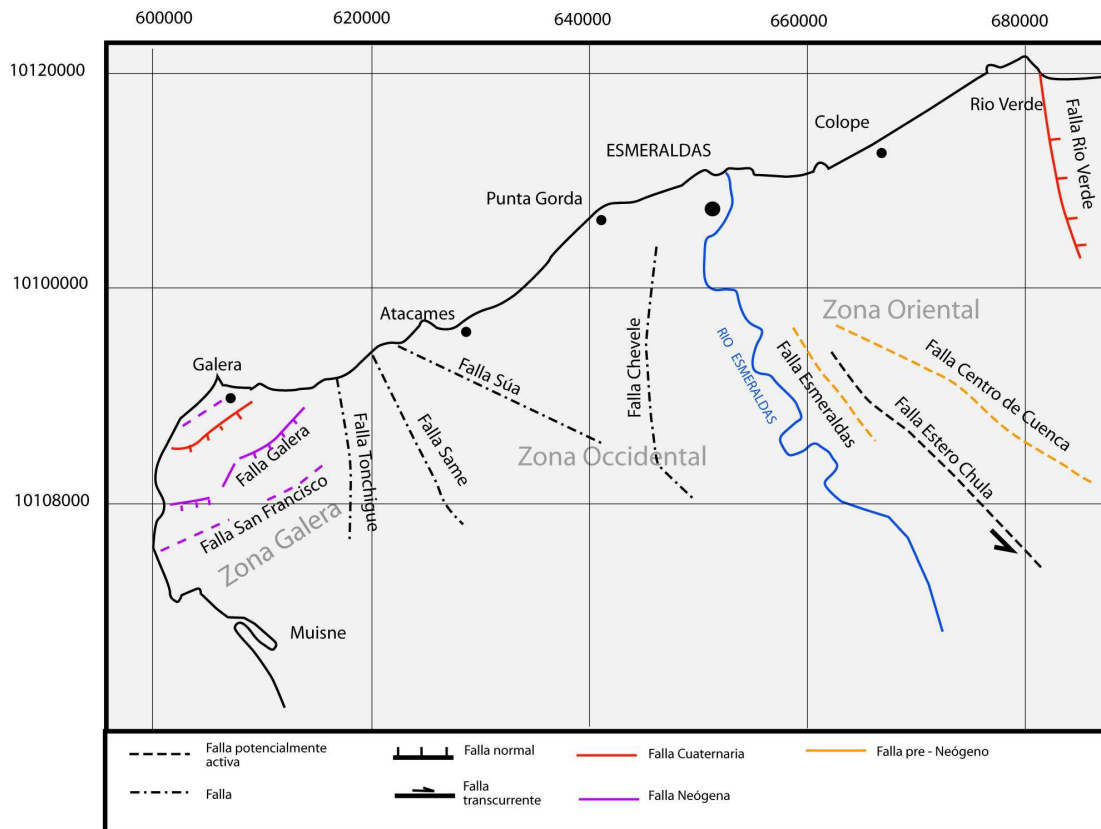 600000
620000
640000
660000
680000
10120000
Rio Verde
Colope
Falla Rio Verde
ESMERALDAS
Punta Gorda
10100000
Zona Oriental
Atacames
Falla Chevele
RIO ESMERALDAS
Falla Esmeraldas
Falla Centro de Cuenca
Galera
Falla Súa
Falla Estero Chula
Falla Galera
Falla Tonchigue
Falla Same
Zona Occidental
10108000
Falla San Francisco
Zona Galera
Muisne
Falla potencialmente
activa
Falla normal
Falla Cuaternaria
Falla pre - Neógeno
Falla
Falla
transcurrente
Falla Neógena